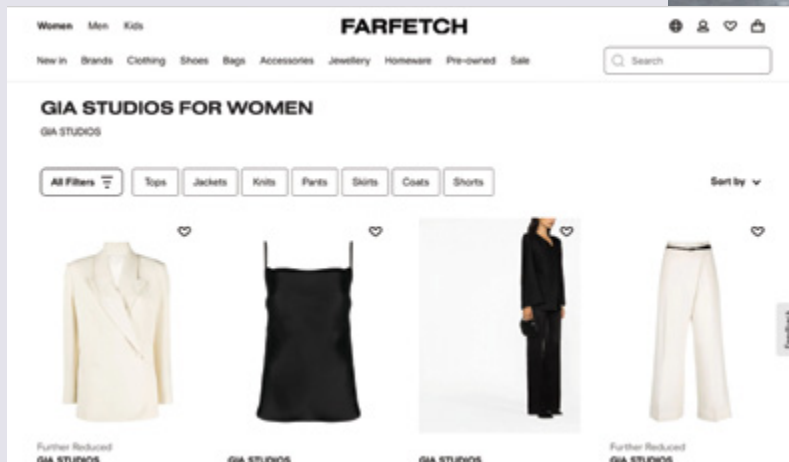 Women Men Kids
FARFETCH
New in Brands Clothing Shoes Bags Accessories Jewellery Homeware Pre-owned Sale
Search
GIA STUDIOS FOR WOMEN
GIA STUDIOS
All Filters Tops Jackets Knits Pants Skirts Coats Shorts
Sort by
Feedback
Further Reduced
GIA STUDIOS
GIA STUDIOS
GIA STUDIOS
Further Reduced
GIA STUDIOS